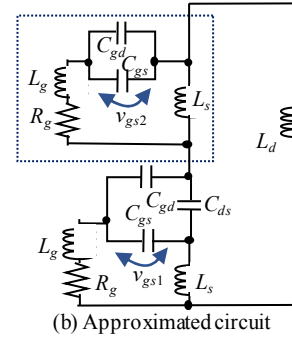 C_gd
C_gs
L_g
v_gs2
L_s
R_g
L_d
C_gd
C_ds
C_gs
L_g
v_gs1
R_g
L_s
(b) Approximated circuit